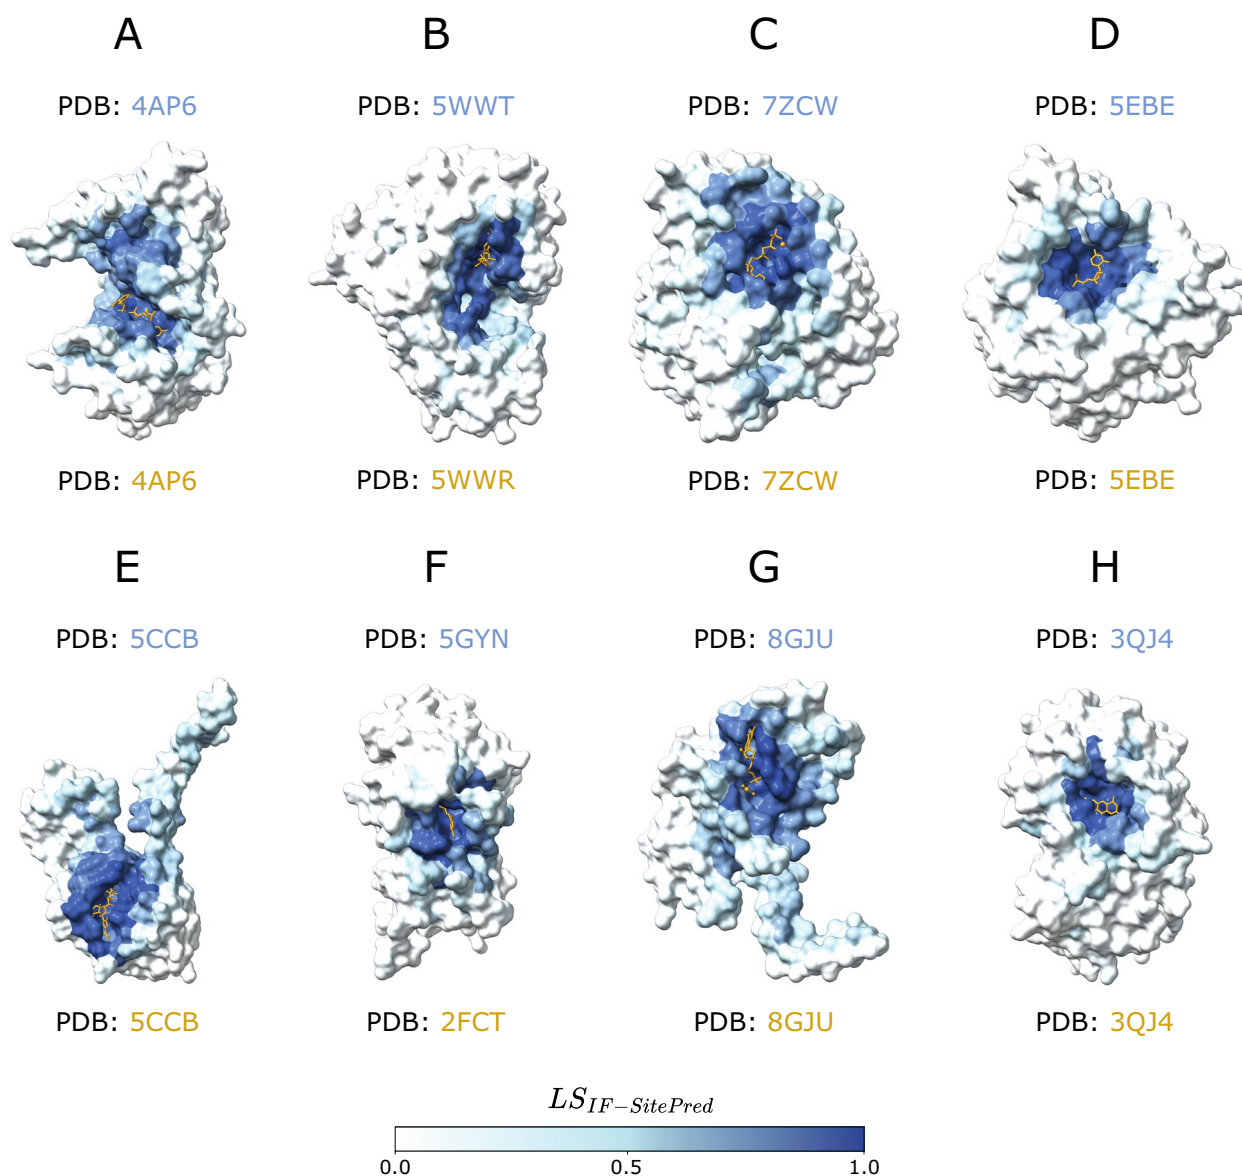 A B C D
PDB: 4AP6 PDB: 5WWT PDB: 7ZCW PDB: 5EBE
PDB: 4AP6 PDB: 5WWR PDB: 7ZCW PDB: 5EBE
E F G H
PDB: 5CCB PDB: 5GYN PDB: 8GJU PDB: 3QJ4
PDB: 5CCB PDB: 2FCT PDB: 8GJU PDB: 3QJ4
LS_{IF-SitePred}
0.0 0.5 1.0